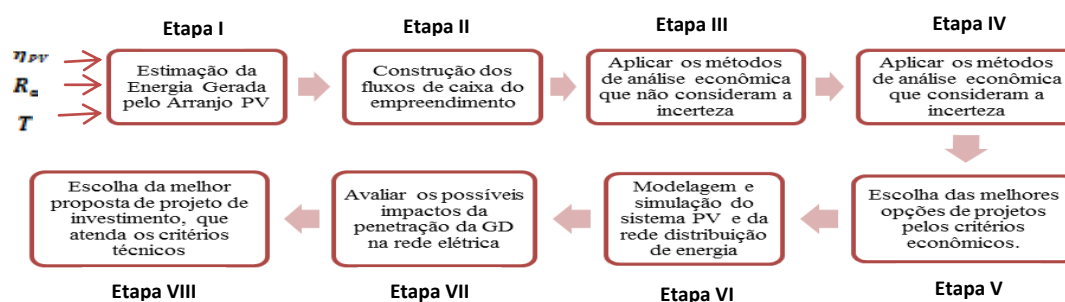 Etapa I
Etapa II
Etapa III
Etapa IV
η PV
R α
T
Estimação da
Energia Gerada
pelo Arranjo PV
Construção dos
fluxos de caixa do
empreendimento
Aplicar os métodos
de análise econômica
que não consideram a
incerteza
Aplicar os métodos
de análise econômica
que consideram a
incerteza
Escolha das melhores
opções de projetos
pelos critérios
econômicos.
Etapa V
Modelagem e
simulação do
sistema PV e da
rede distribuição
de energia
Etapa VI
Avaliar os possíveis
impactos da
penetração da GD
na rede elétrica
Etapa VII
Escolha da melhor
proposta de projeto de
investimento, que
atenda os critérios
técnicos
Etapa VIII